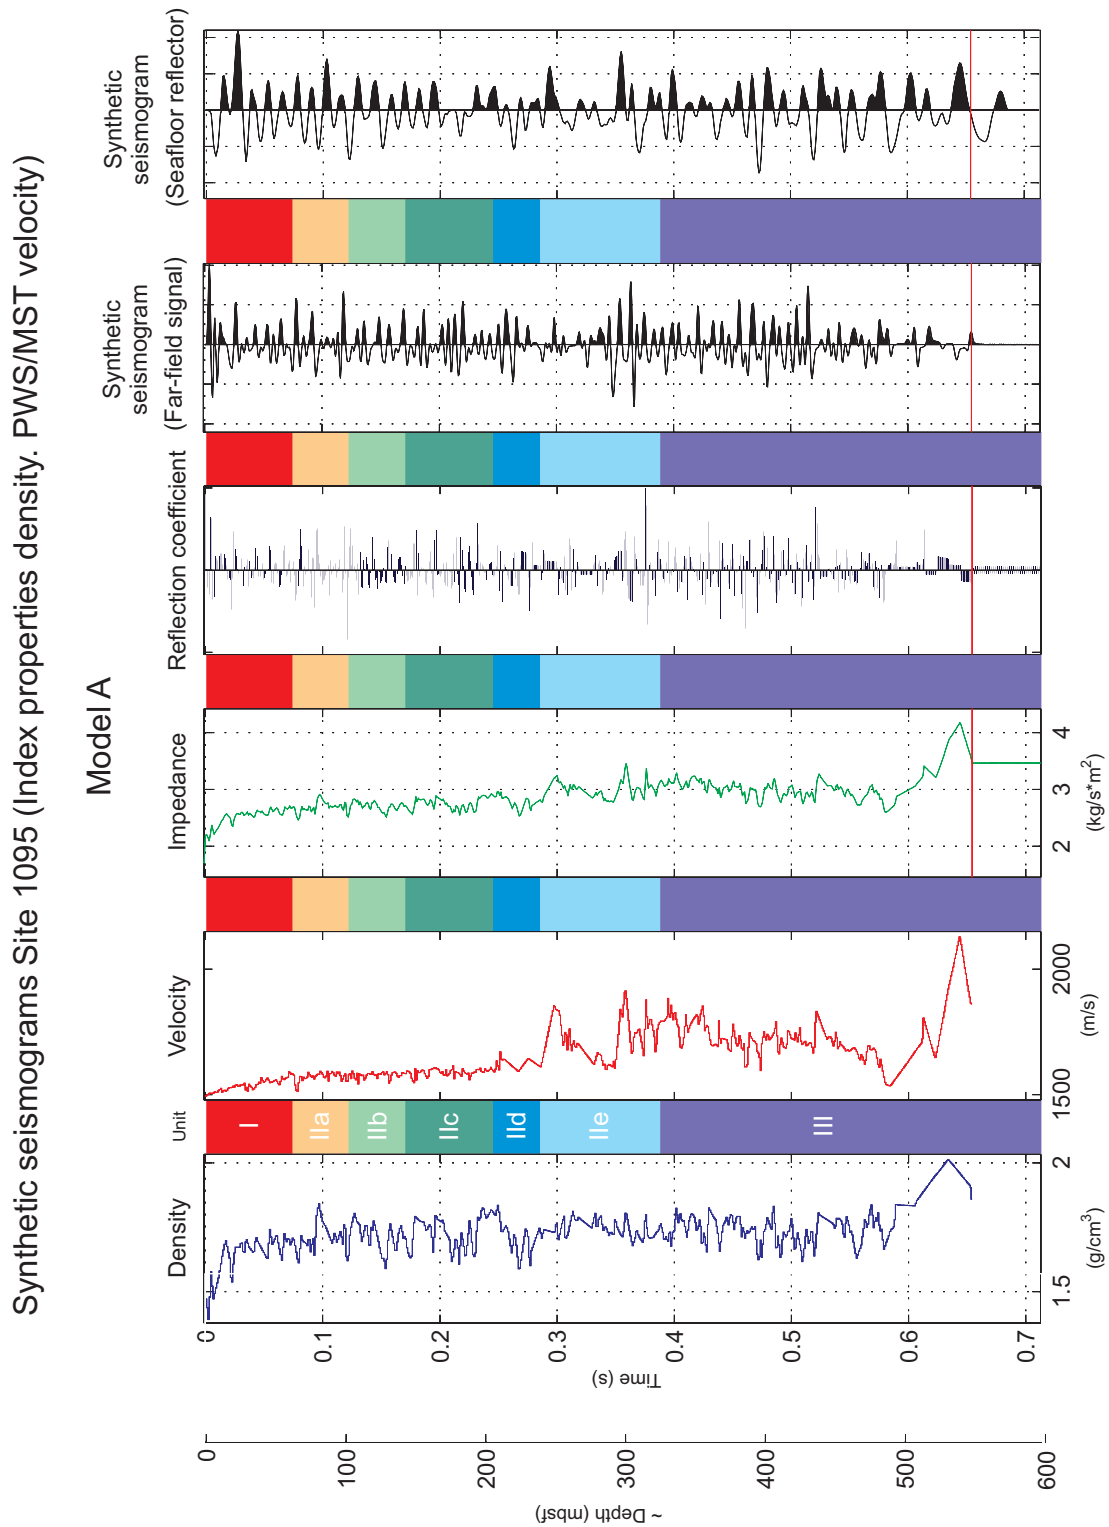 Synthetic seismograms Site 1095 (Index properties density. PWS/MST velocity)
Model A
Synthetic
seismogram
(Seafloor reflector)
Synthetic
seismogram
(Far-field signal)
Reflection coefficient
Impedance
2
3
4
(kg/s*m²)
Velocity
1500
2000
(m/s)
Unit
I
IIa
IIb
IIc
IId
IIe
III
Density
1.5
2
(g/cm³)
0
0.1
0.2
0.3
0.4
0.5
0.6
0.7
Time (s)
0
100
200
300
400
500
600
~ Depth (mbsf)